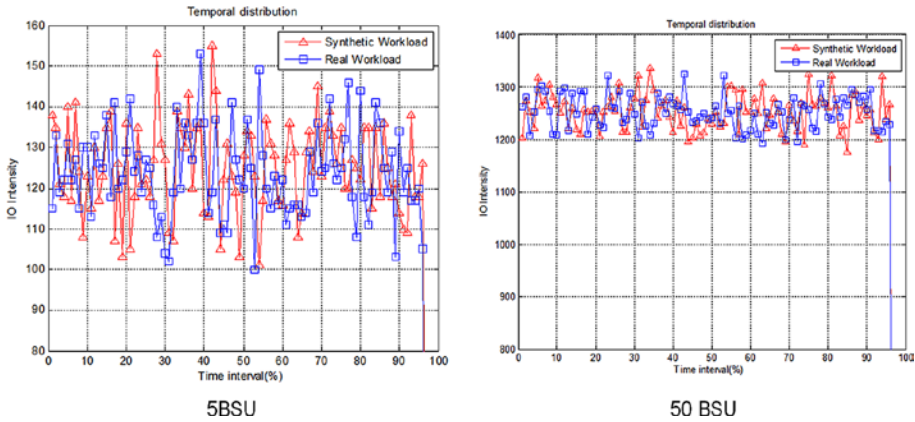 Temporal distribution
160
150
140
130
120
110
100
90
80
IO Intensity
Synthetic Workload
Real Workload
0 10 20 30 40 50 60 70 80 90 100
Time interval(%)
5BSU
Temporal distribution
1400
1300
1200
1100
1000
900
800
IO Intensity
Synthetic Workload
Real Workload
0 10 20 30 40 50 60 70 80 90 100
Time interval(%)
50 BSU